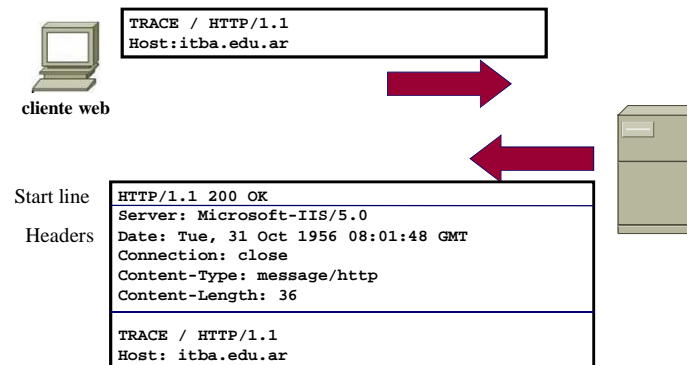 TRACE / HTTP/1.1
Host:itba.edu.ar
cliente web
Start line
HTTP/1.1 200 OK
Server: Microsoft-IIS/5.0
Headers
Date: Tue, 31 Oct 1956 08:01:48 GMT
Connection: close
Content-Type: message/http
Content-Length: 36
TRACE / HTTP/1.1
Host: itba.edu.ar